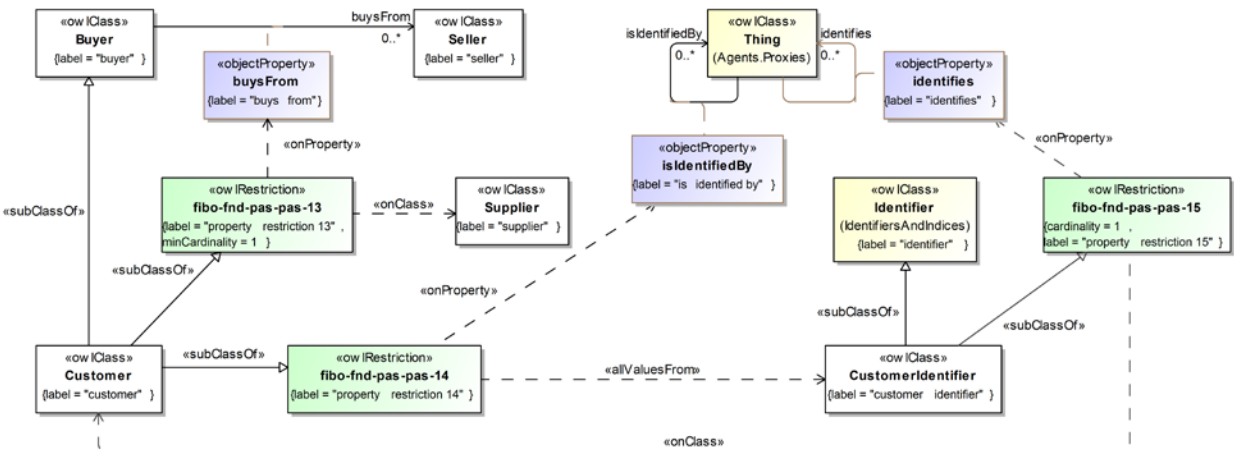 «owlClass»
Buyer
{label = "buyer" }
buysFrom
0..*
«owlClass»
Seller
{label = "seller" }
«objectProperty»
buysFrom
{label = "buys from"}
isIdentifiedBy
0..*
«owlClass»
Thing
(Agents.Proxies)
identifies
0..*
«objectProperty»
identifies
{label = "identifies" }
«onProperty»
«objectProperty»
isIdentifiedBy
{label = "is identified by" }
«onProperty»
«subClassOf»
«owlRestriction»
fibo-fnd-pas-pas-13
{label = "property restriction 13" ,
minCardinality = 1 }
«onClass»
«owlClass»
Supplier
{label = "supplier" }
«owlClass»
Identifier
(IdentifiersAndIndices)
{label = "identifier" }
«owlRestriction»
fibo-fnd-pas-pas-15
{cardinality = 1 ,
label = "property restriction 15" }
«subClassOf»
«onProperty»
«subClassOf»
«subClassOf»
«owlClass»
Customer
{label = "customer" }
«subClassOf»
«owlRestriction»
fibo-fnd-pas-pas-14
{label = "property restriction 14" }
«allValuesFrom»
«owlClass»
CustomerIdentifier
{label = "customer identifier" }
«onClass»